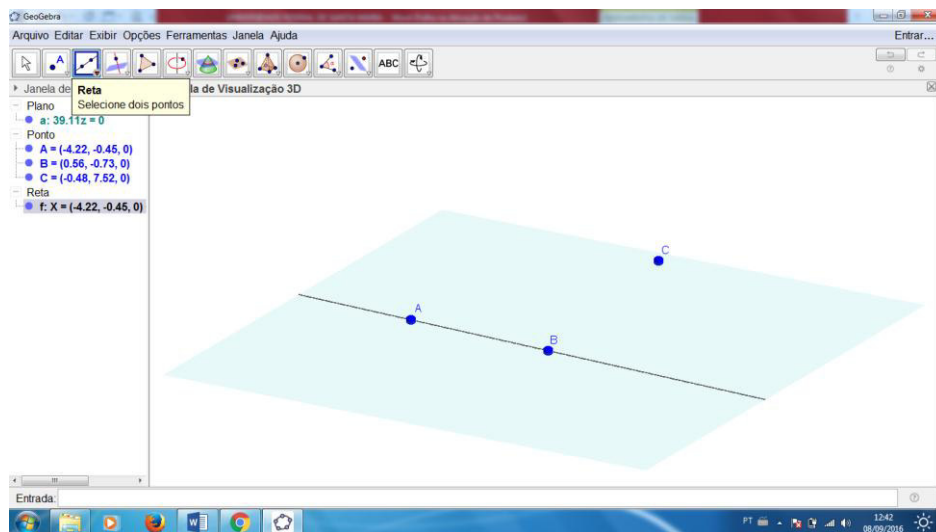 GeoGebra
Arquivo Editar Exibir Opções Ferramentas Janela Ajuda
Entrar...
ABC
Reta
Selecione dois pontos
Janela de
la de Visualização 3D
Plano
a: 39.11z = 0
Ponto
A = (-4.22, -0.45, 0)
B = (0.56, -0.73, 0)
C = (-0.48, 7.52, 0)
Reta
f: X = (-4.22, -0.45, 0)
C
A
B
Entrada:
PT
12:42
08/09/2016